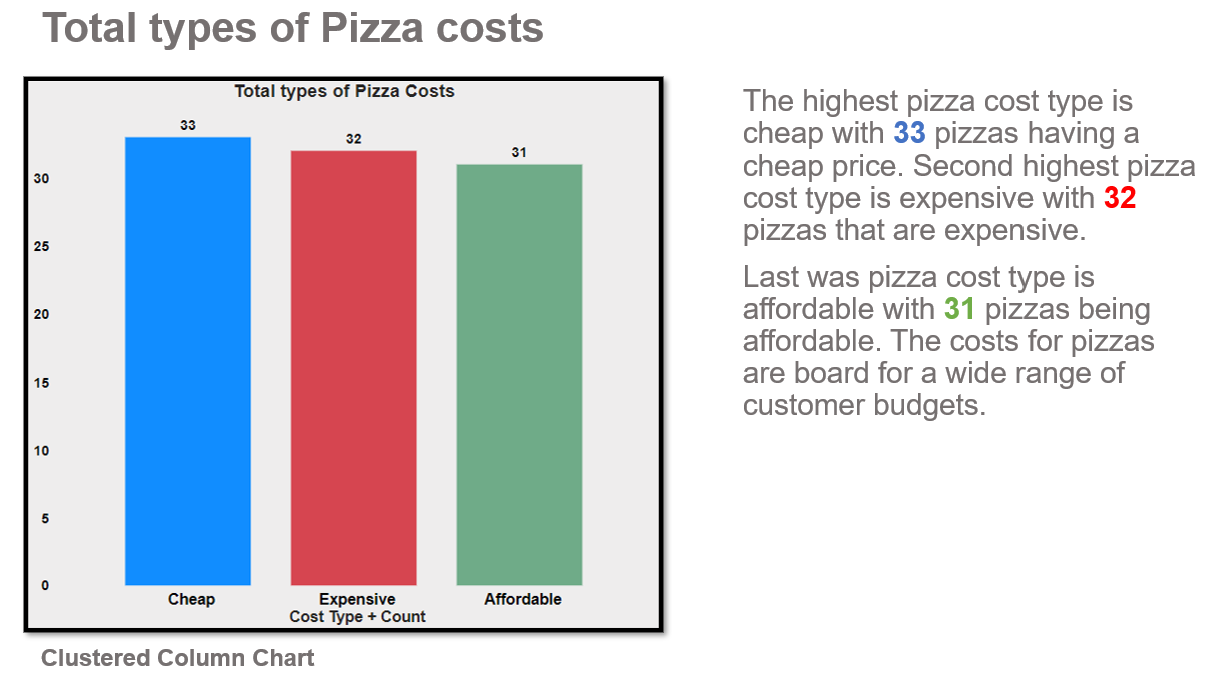 Total types of Pizza costs
Total types of Pizza Costs
33
32
31
30
25
20
15
10
5
0
Cheap
Expensive
Affordable
Cost Type + Count
Clustered Column Chart
The highest pizza cost type is
cheap with 33 pizzas having a
cheap price. Second highest pizza
cost type is expensive with 32
pizzas that are expensive.
Last was pizza cost type is
affordable with 31 pizzas being
affordable. The costs for pizzas
are board for a wide range of
customer budgets.